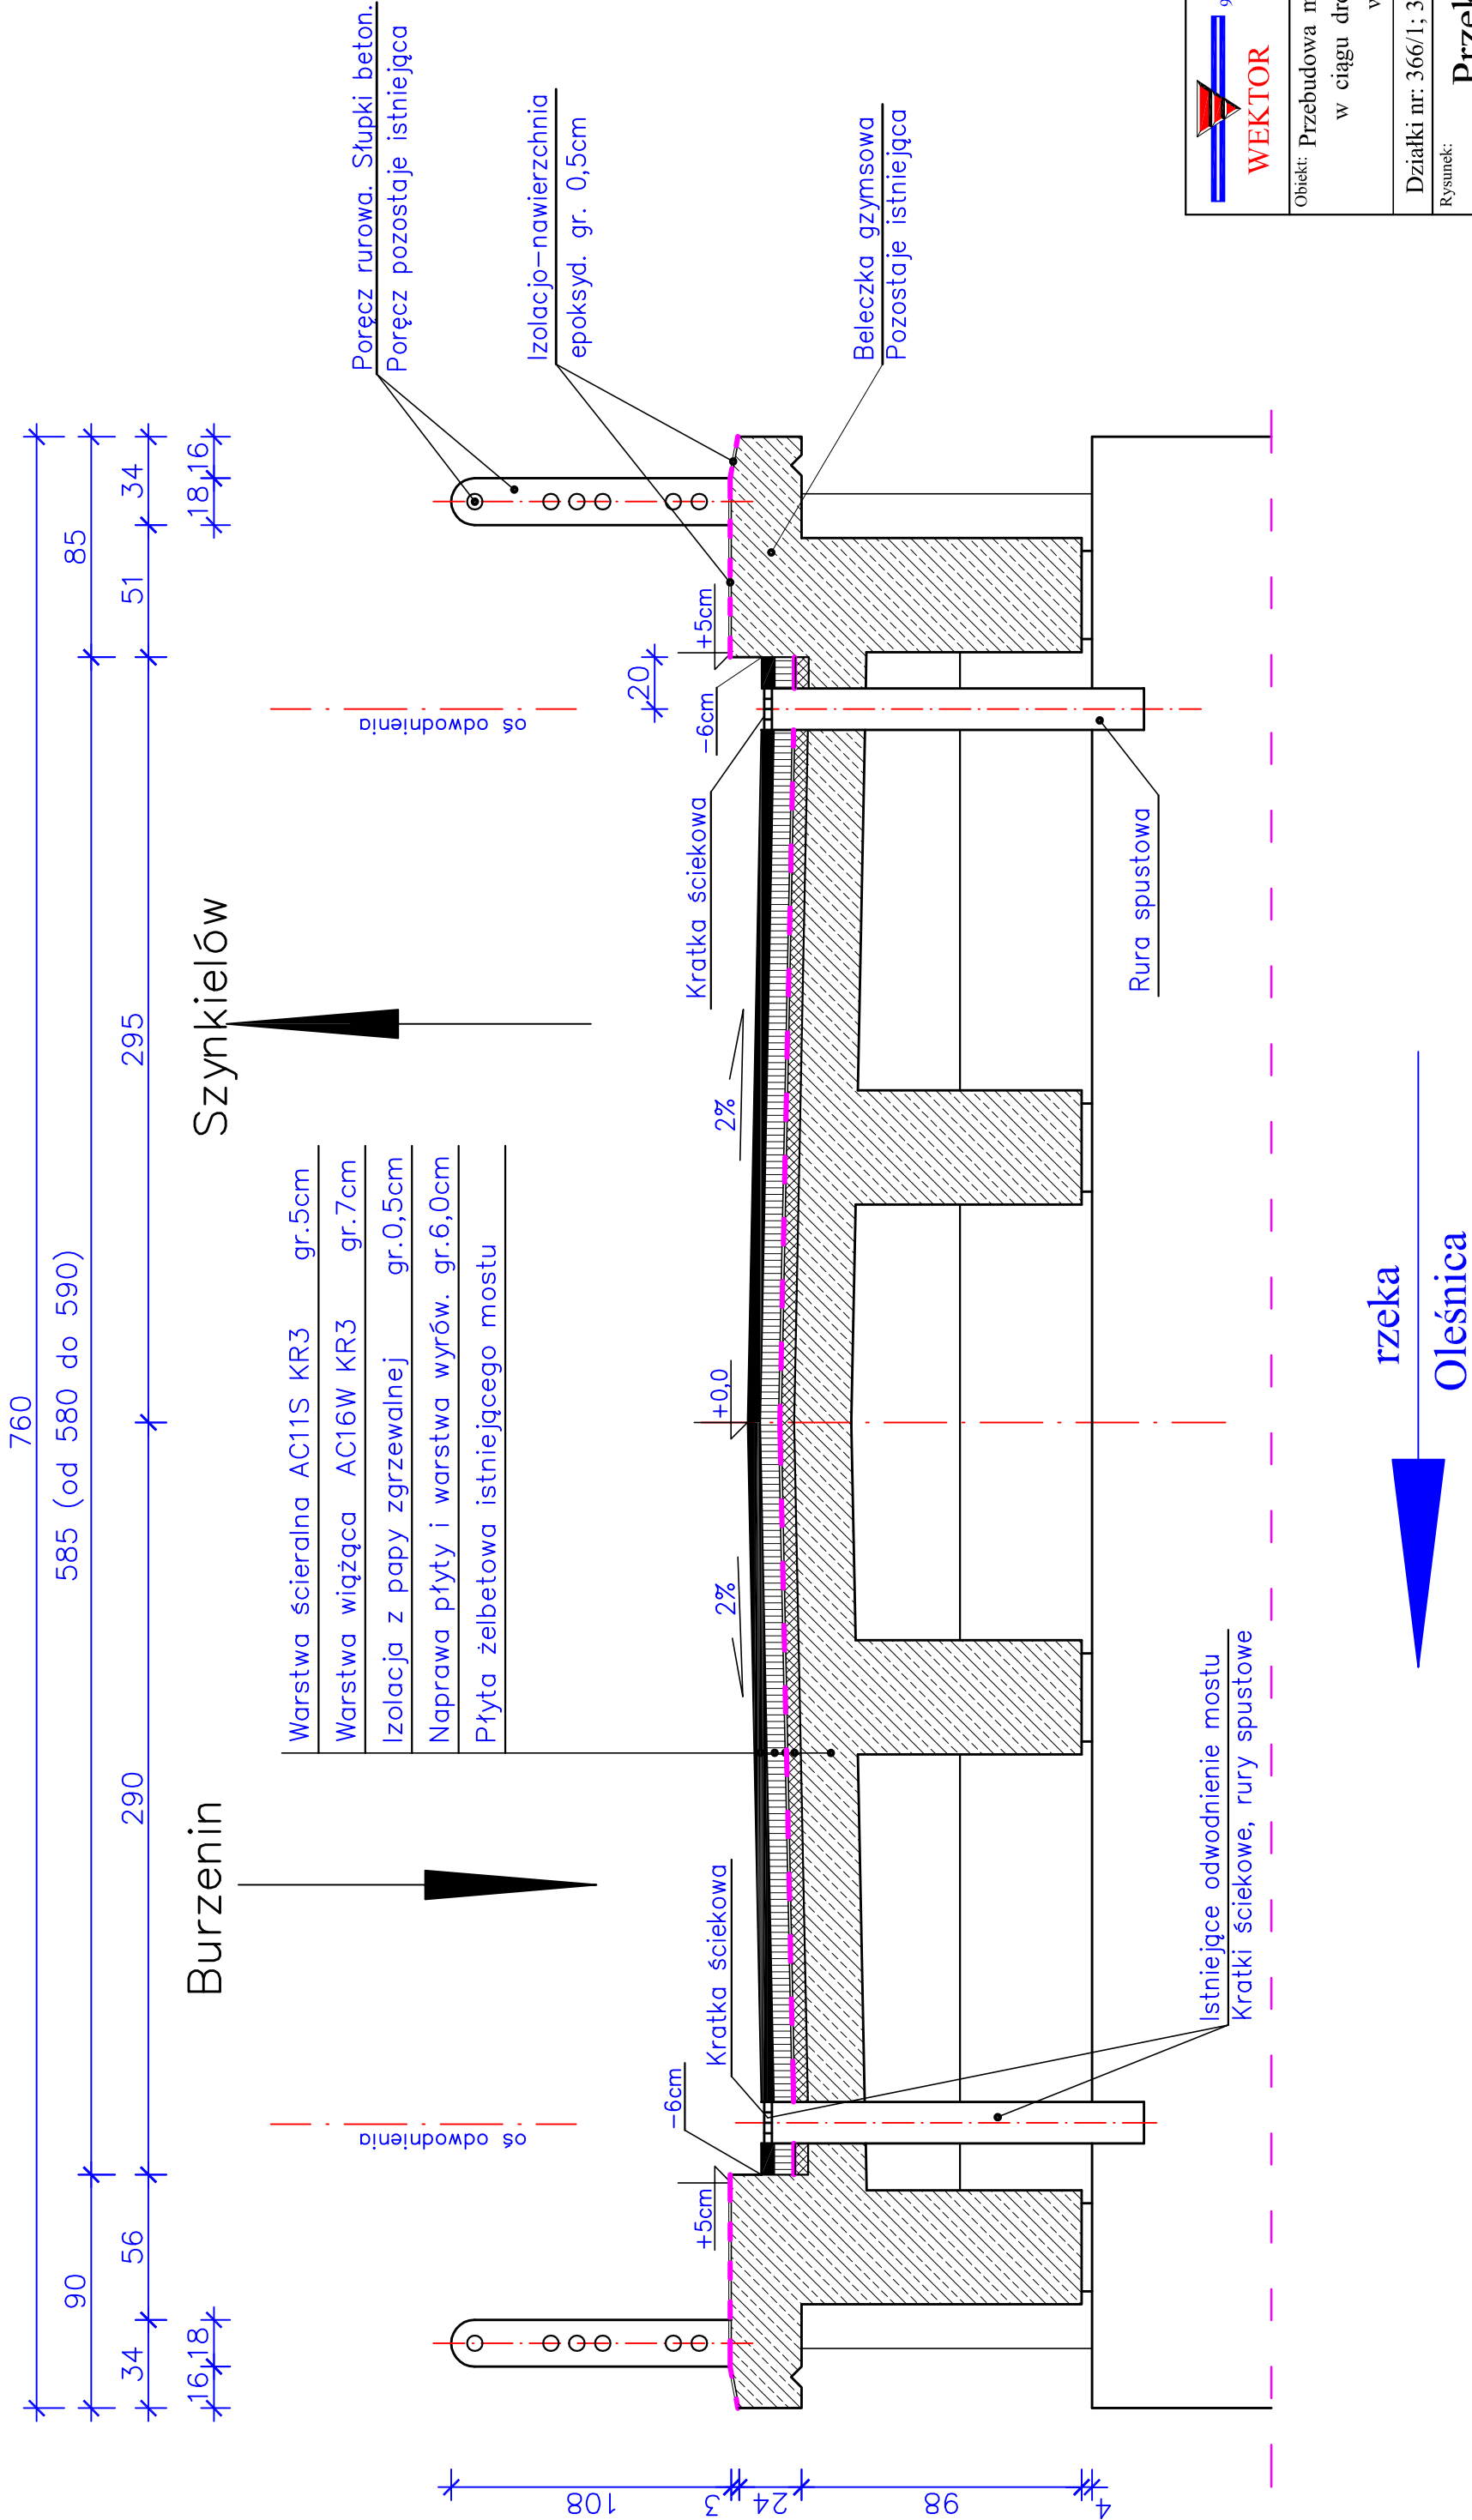 760
585 (od 580 do 590)
90
85
34
56
290
295
51
34
16
18
18
16
Burzenin
Szynkielów
oś odwodnienia
oś odwodnienia
Warstwa ścieralna AC11S KR3 gr.5cm
Warstwa wiążąca AC16W KR3 gr.7cm
Izolacja z papy zgrzewalnej gr.0,5cm
Naprawa płyty i warstwa wyrów. gr.6,0cm
Płyta żelbetowa istniejącego mostu
Poręcz rurowa. Słupki beton.
Poręcz pozostaje istniejąca
Izolacjo-nawierzchnia
epoksyd. gr. 0,5cm
Beleczka gzymsowa
Pozostaje istniejąca
20
+5cm
-6cm
Kratka ściekowa
2%
+0,0
2%
Kratka ściekowa
-6cm
+5cm
Rura spustowa
Istniejące odwodnienie mostu
Kratki ściekowe, rury spustowe
108
3
24
98
4
rzeka
Oleśnica
WEKTOR
Obiekt: Przebudowa
w ciągu
Działki nr: 366/1;
Rysunek: